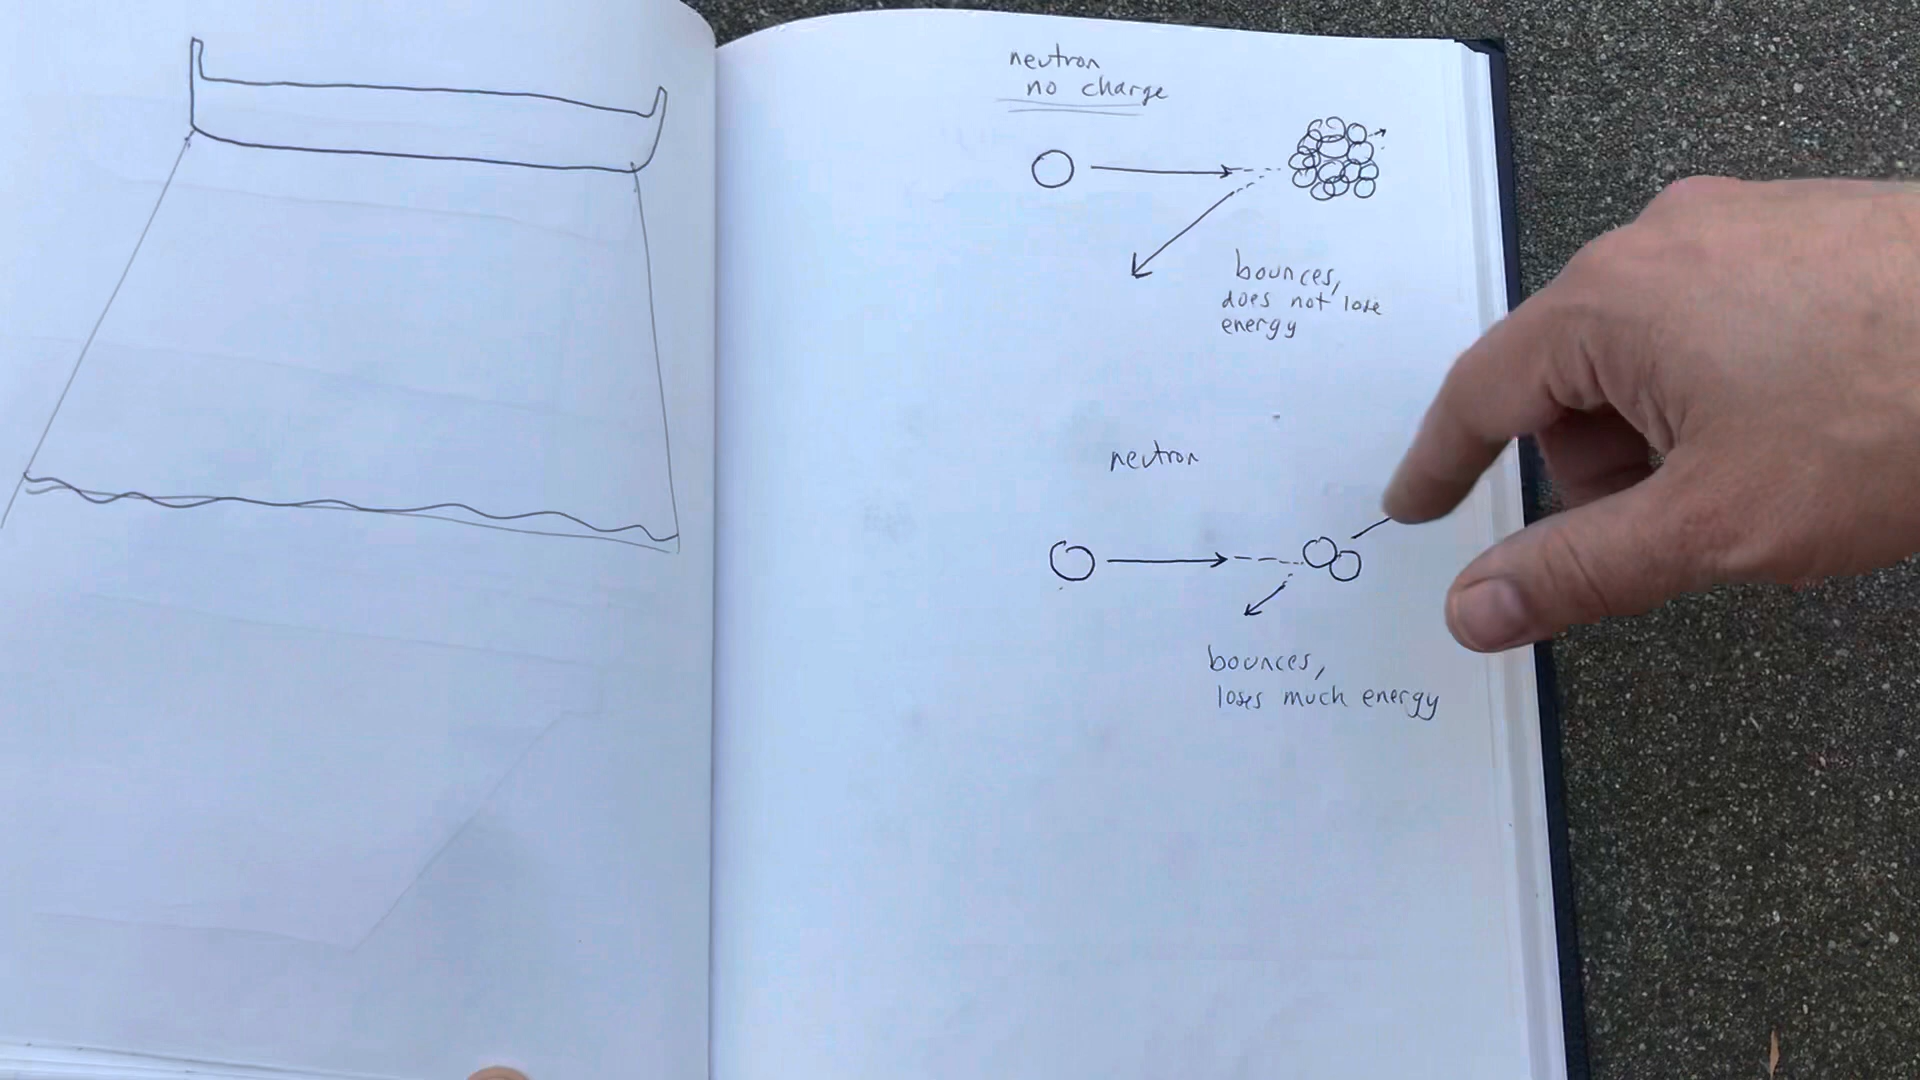 neutron
no charge
bounces,
does not lose
energy
neutron
bounces,
loses much energy